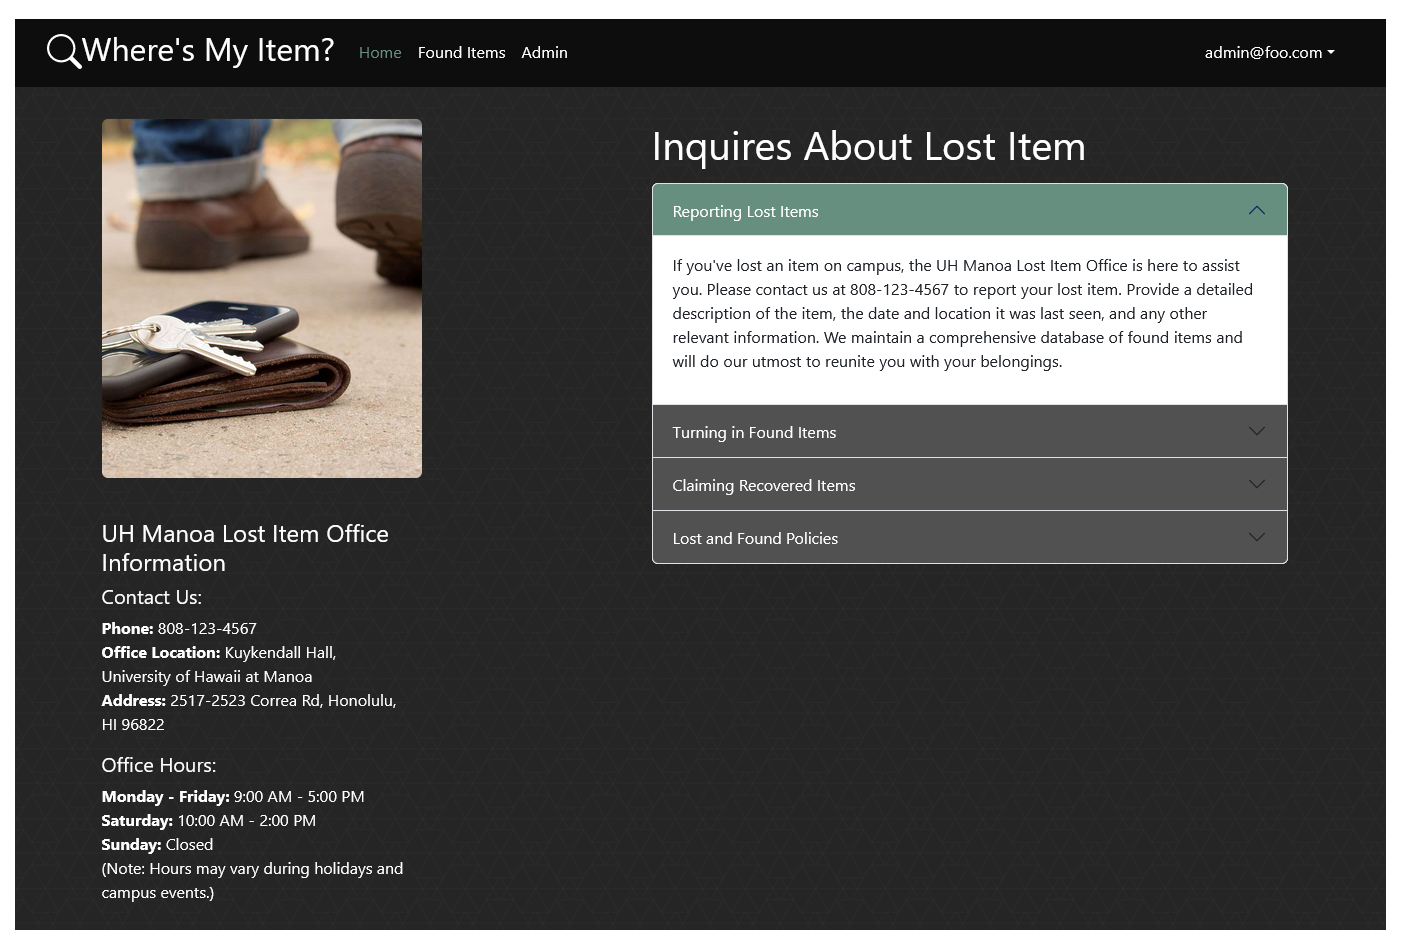 Where's My Item?
Home
Found Items
Admin
admin@foo.com
UH Manoa Lost Item Office
Information
Contact Us:
Phone: 808-123-4567
Office Location: Kuykendall Hall,
University of Hawaii at Manoa
Address: 2517-2523 Correa Rd, Honolulu,
HI 96822
Office Hours:
Monday - Friday: 9:00 AM - 5:00 PM
Saturday: 10:00 AM - 2:00 PM
Sunday: Closed
(Note: Hours may vary during holidays and
campus events.)
Inquires About Lost Item
Reporting Lost Items
If you've lost an item on campus, the UH Manoa Lost Item Office is here to assist
you. Please contact us at 808-123-4567 to report your lost item. Provide a detailed
description of the item, the date and location it was last seen, and any other
relevant information. We maintain a comprehensive database of found items and
will do our utmost to reunite you with your belongings.
Turning in Found Items
Claiming Recovered Items
Lost and Found Policies